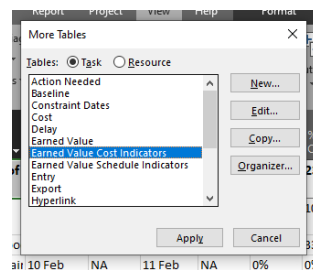 Report Project View Help Format
More Tables
Tables: Task Resource
Action Needed
Baseline
Constraint Dates
Cost
Delay
Earned Value
Earned Value Cost Indicators
Earned Value Schedule Indicators
Entry
Export
Hyperlink
New...
Edit...
Copy...
Organizer...
Apply Cancel
10 Feb NA 11 Feb NA 0%